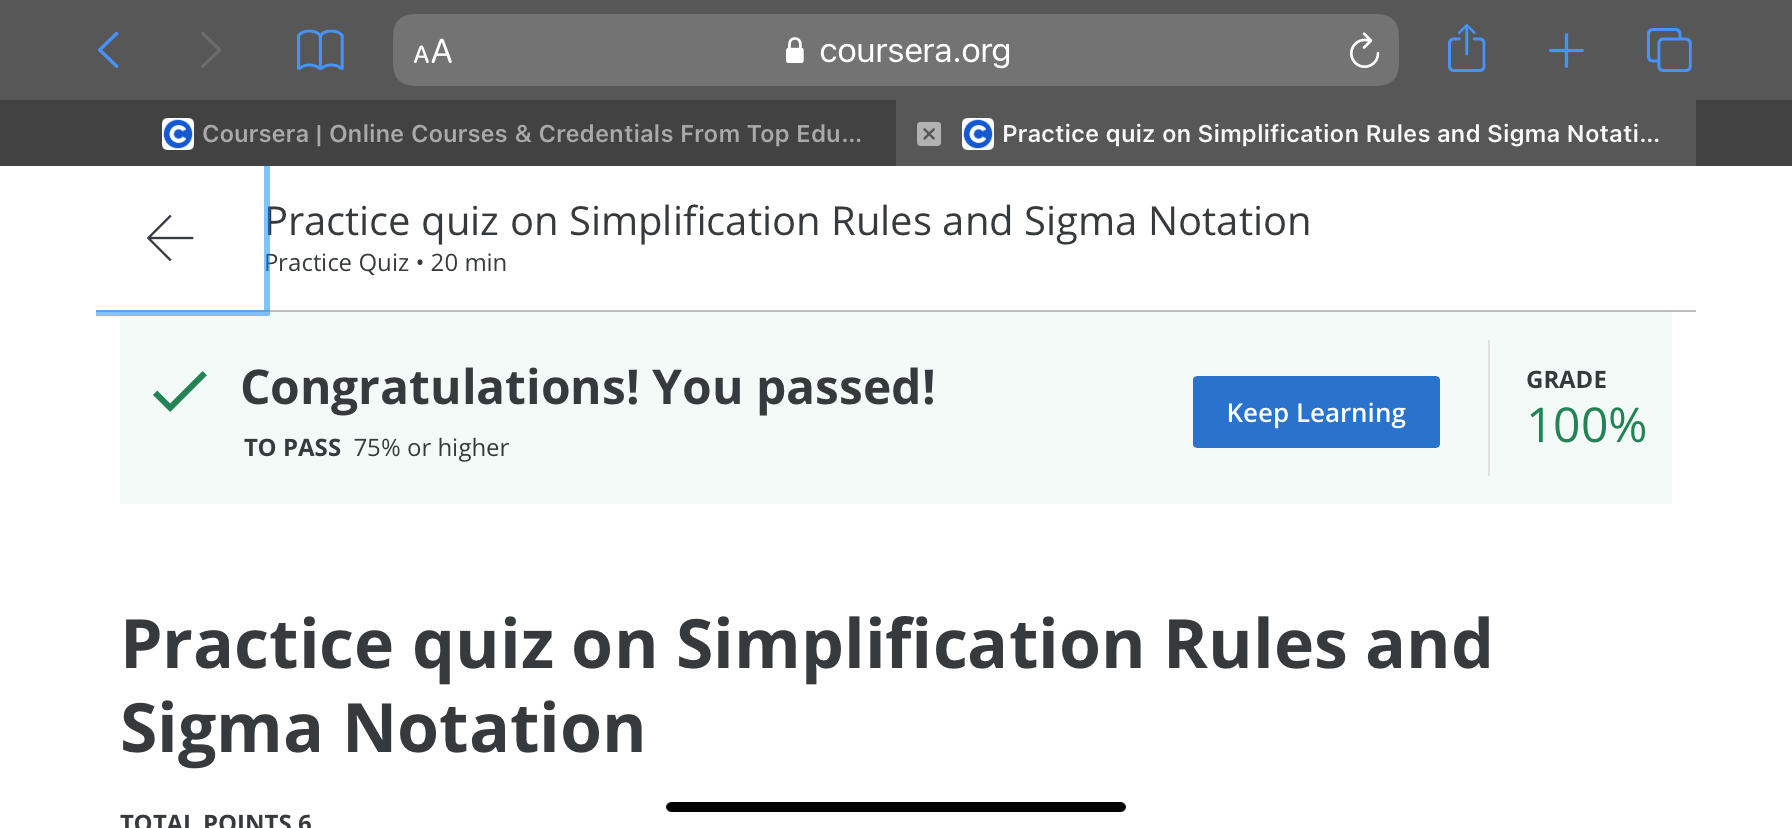 AA
coursera.org
Coursera | Online Courses & Credentials From Top Edu...
Practice quiz on Simplification Rules and Sigma Notati...
Practice quiz on Simplification Rules and Sigma Notation
Practice Quiz • 20 min
Congratulations! You passed!
TO PASS 75% or higher
Keep Learning
GRADE
100%
Practice quiz on Simplification Rules and
Sigma Notation
TOTAL POINTS 6